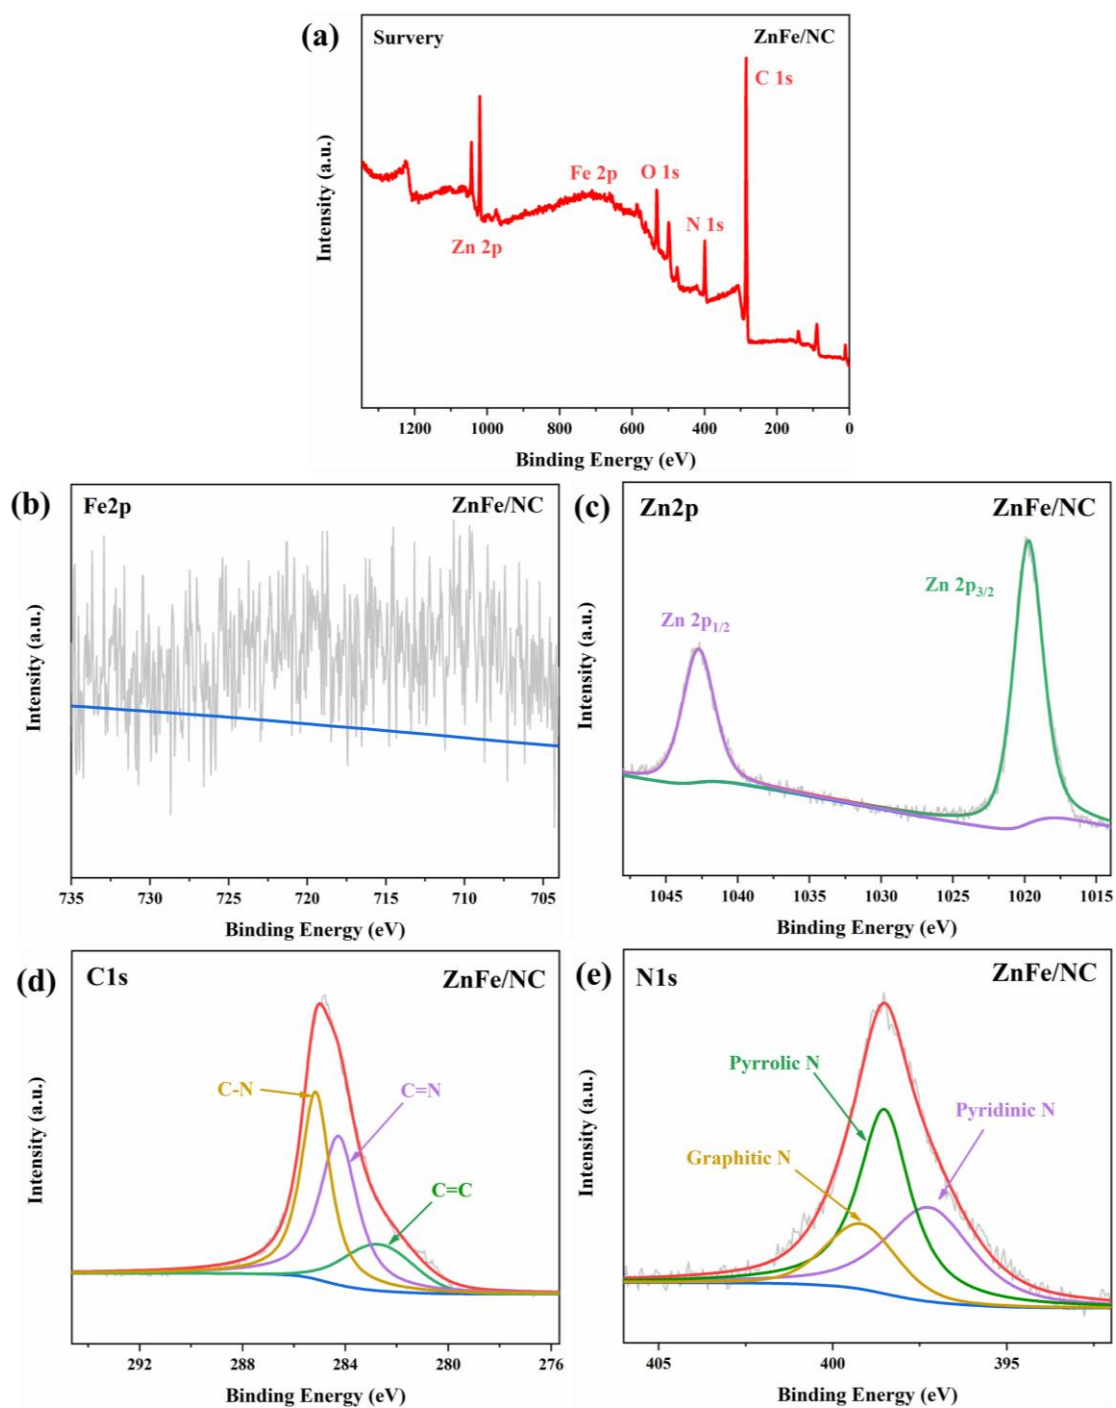 (a)
Survery
ZnFe/NC
C 1s
Fe 2p
O 1s
N 1s
Zn 2p
Intensity (a.u.)
1200 1000 800 600 400 200 0
Binding Energy (eV)
(b)
Fe2p
ZnFe/NC
Intensity (a.u.)
735 730 725 720 715 710 705
Binding Energy (eV)
(c)
Zn2p
ZnFe/NC
Zn 2p3/2
Zn 2p1/2
Intensity (a.u.)
1045 1040 1035 1030 1025 1020 1015
Binding Energy (eV)
(d)
C1s
ZnFe/NC
C-N
C=N
C=C
Intensity (a.u.)
292 288 284 280 276
Binding Energy (eV)
(e)
N1s
ZnFe/NC
Pyrrolic N
Pyridinic N
Graphitic N
Intensity (a.u.)
405 400 395
Binding Energy (eV)